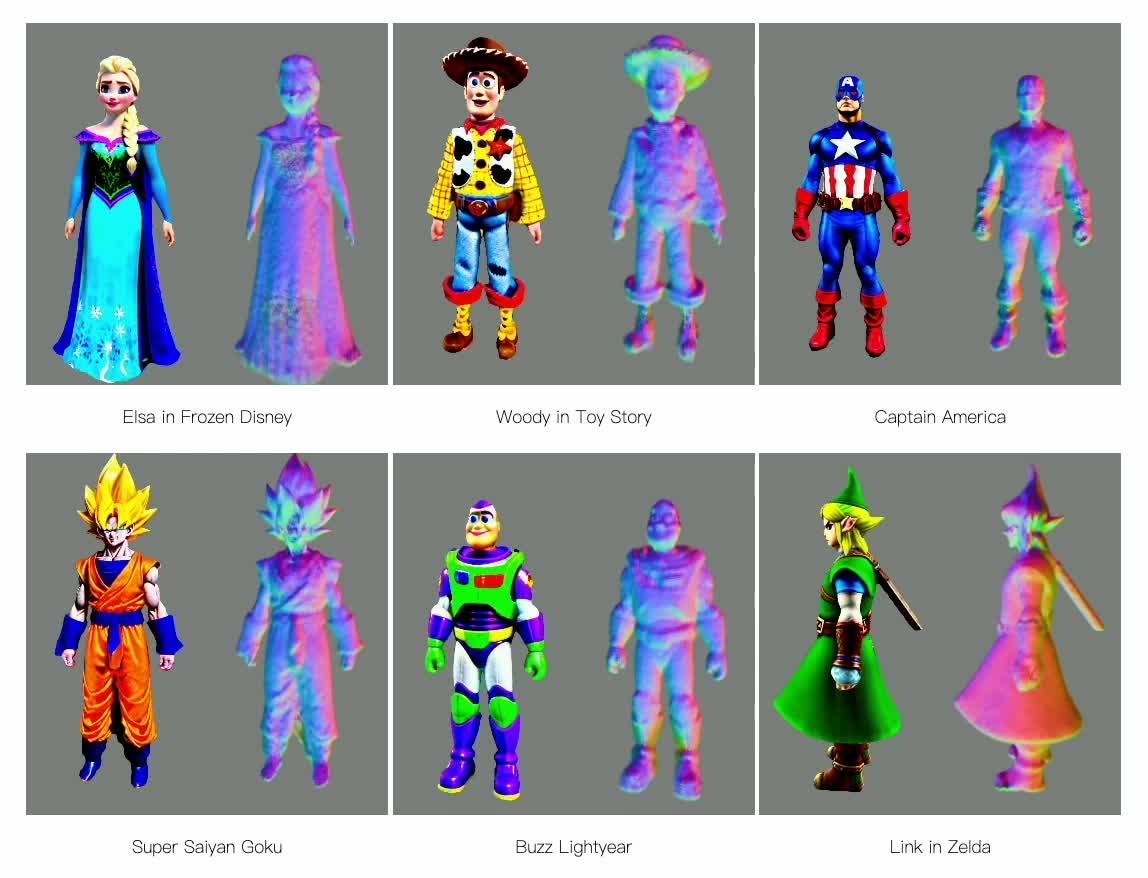 Elsa in Frozen Disney
Woody in Toy Story
Captain America
Super Saiyan Goku
Buzz Lightyear
Link in Zelda